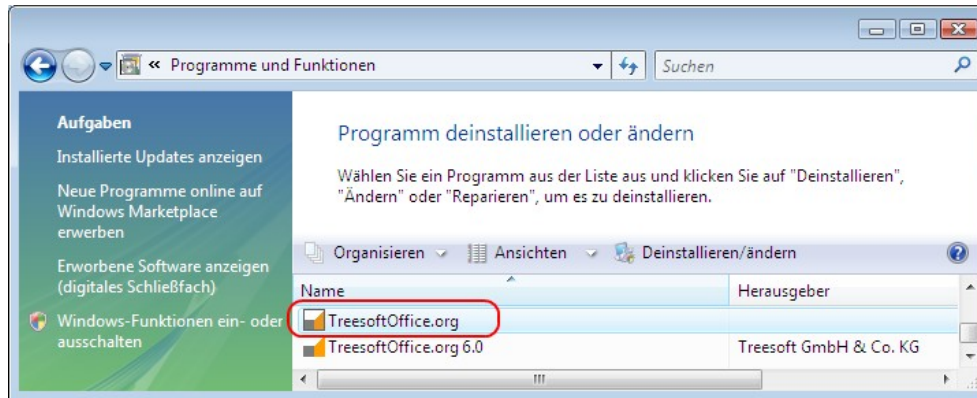 « Programme und Funktionen
Suchen
Aufgaben
Installierte Updates anzeigen
Neue Programme online auf
Windows Marketplace
erwerben
Erworbene Software anzeigen
(digitales Schließfach)
Windows-Funktionen ein- oder
ausschalten
Programm deinstallieren oder ändern
Wählen Sie ein Programm aus der Liste aus und klicken Sie auf "Deinstallieren",
"Ändern" oder "Reparieren", um es zu deinstallieren.
Organisieren Ansichten Deinstallieren/ändern
Name Herausgeber
TreesoftOffice.org
TreesoftOffice.org 6.0 Treesoft GmbH & Co. KG